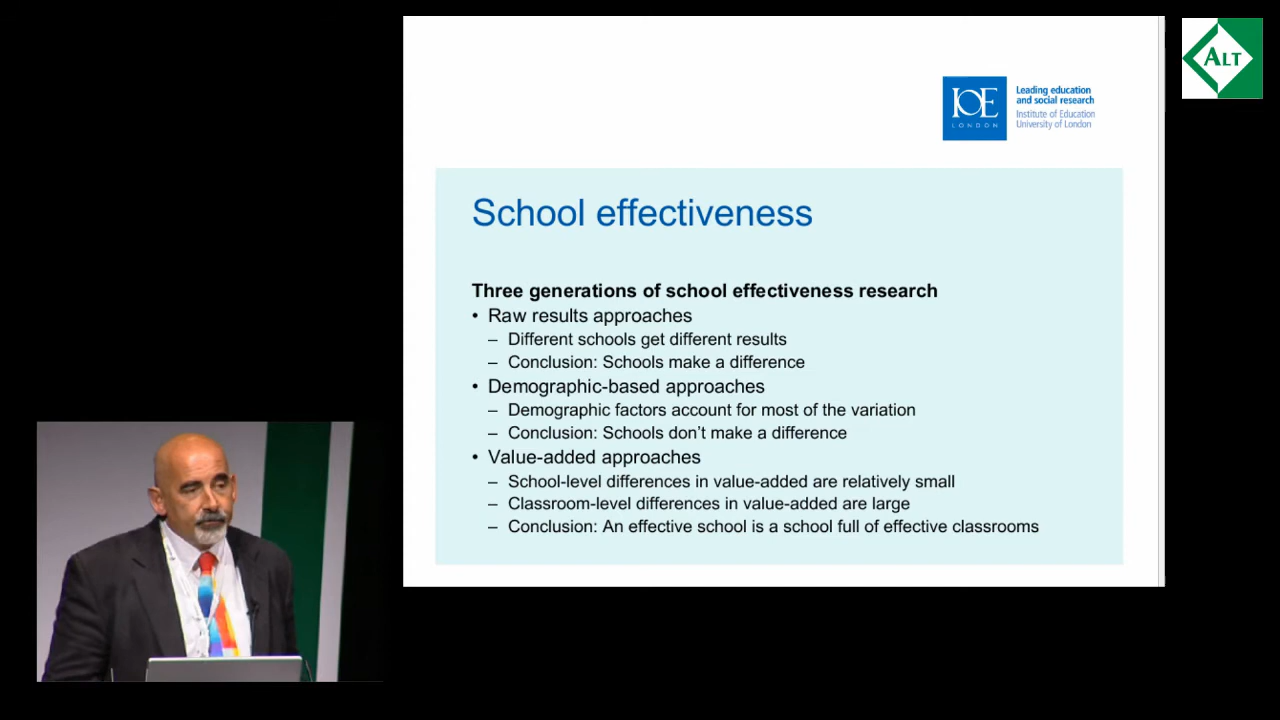 ALT
IOE
LONDON
Leading education
and social research
Institute of Education
University of London
School effectiveness
Three generations of school effectiveness research
• Raw results approaches
– Different schools get different results
– Conclusion: Schools make a difference
• Demographic-based approaches
– Demographic factors account for most of the variation
– Conclusion: Schools don’t make a difference
• Value-added approaches
– School-level differences in value-added are relatively small
– Classroom-level differences in value-added are large
– Conclusion: An effective school is a school full of effective classrooms